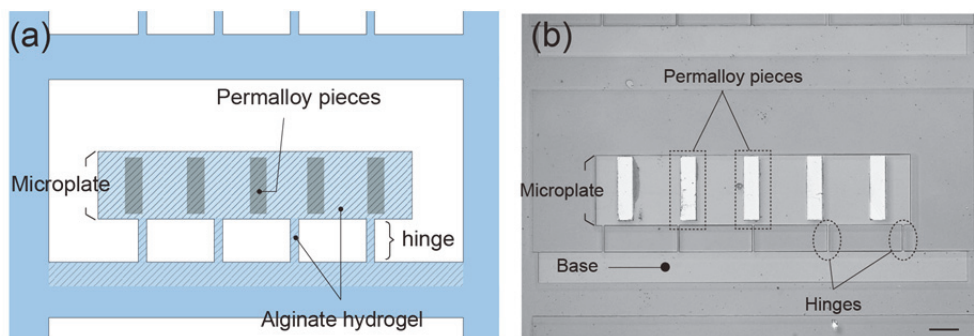 (a)
Permalloy pieces
Microplate
hinge
Alginate hydrogel
(b)
Permalloy pieces
Microplate
Base
Hinges